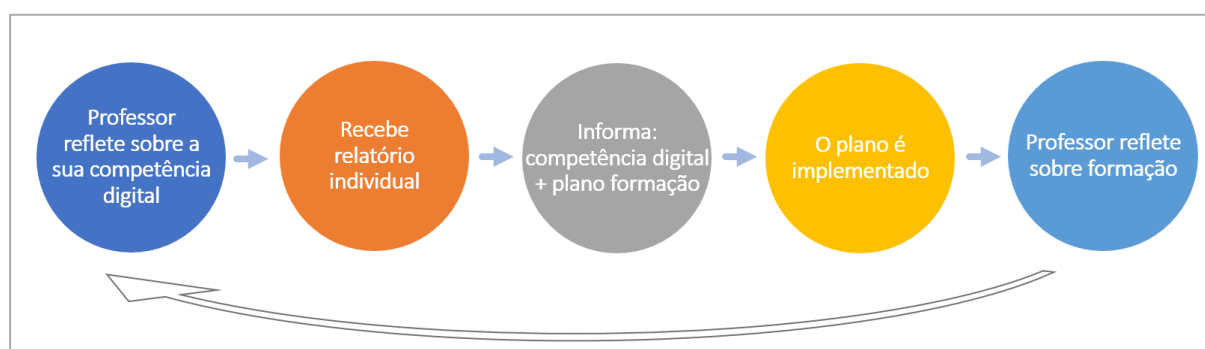 Professor
reflete sobre a
sua competência
digital
Recebe
relatório
individual
Informa:
competência digital
+ plano formação
O plano é
implementado
Professor reflete
sobre formação